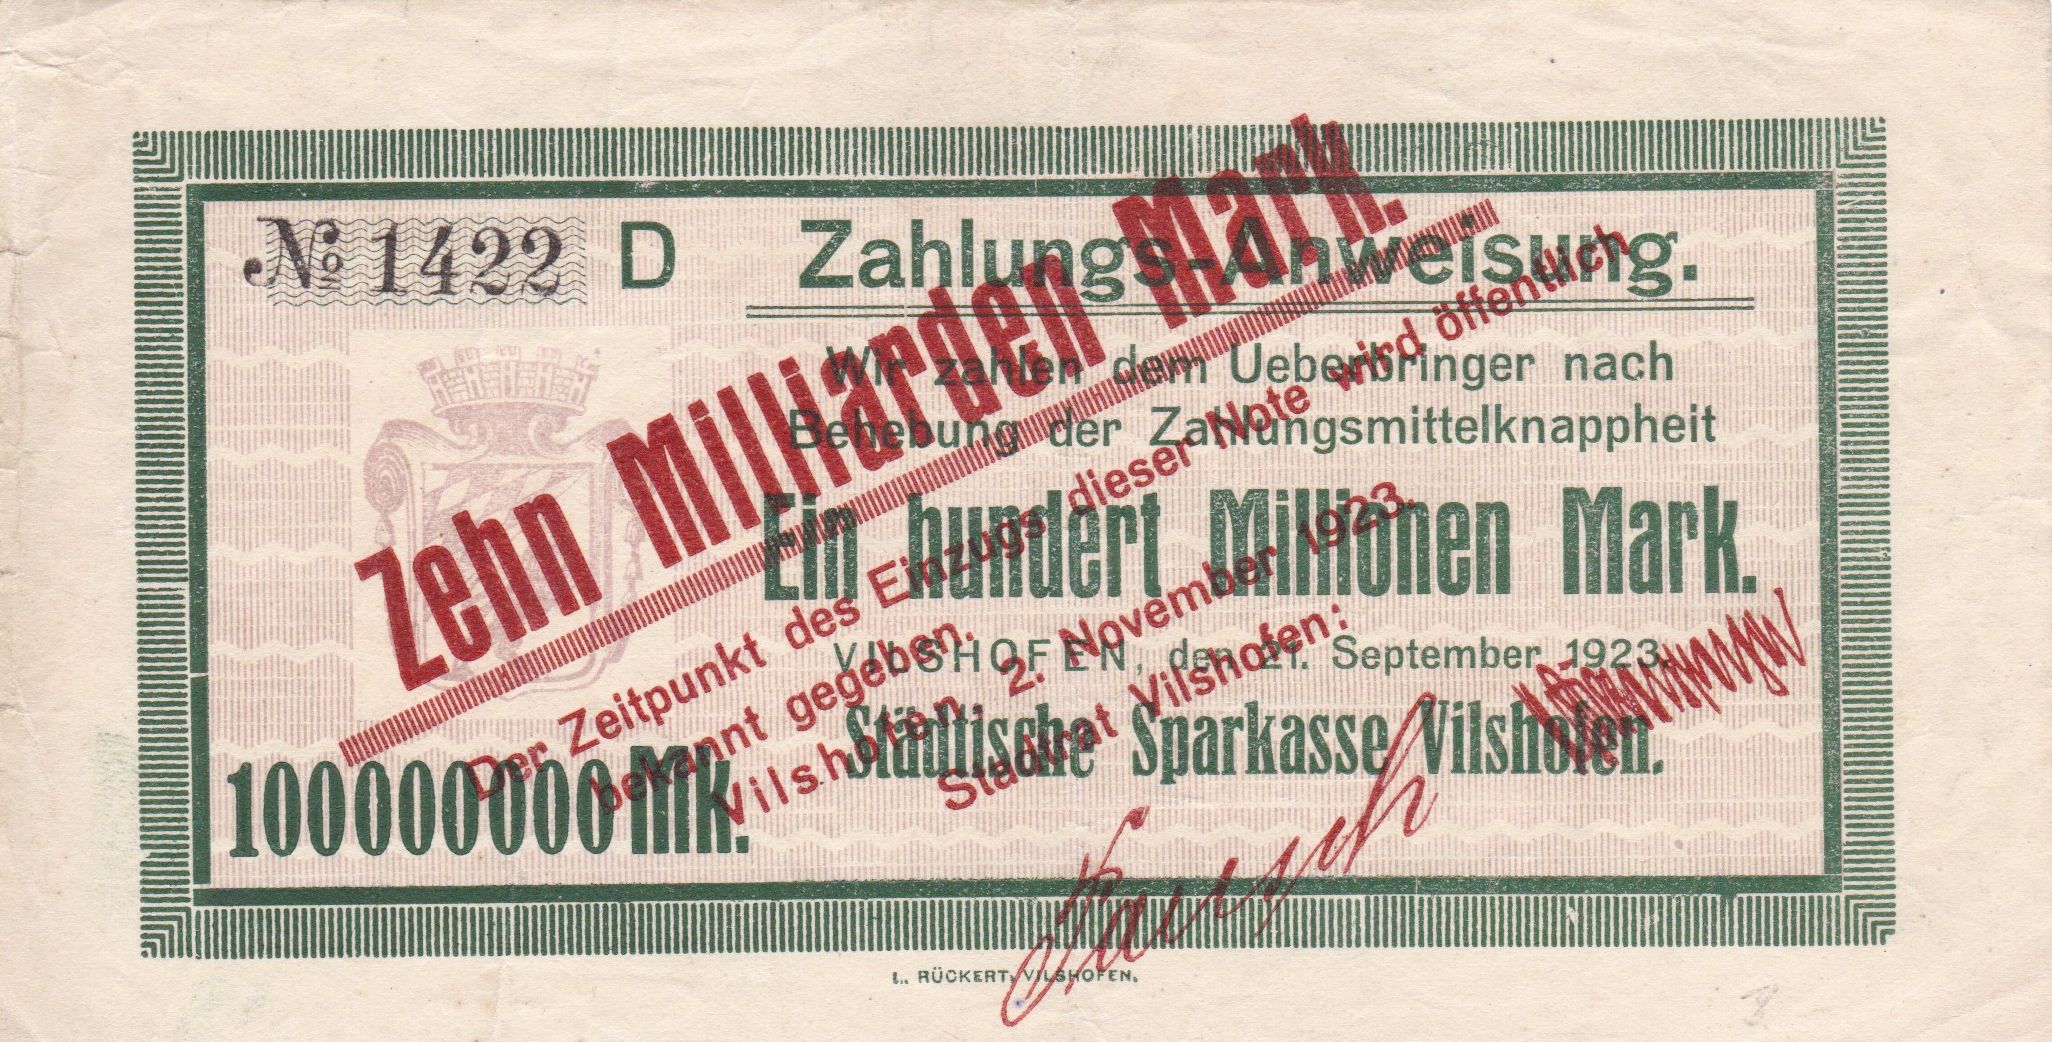 № 1422 D Zahlungs-Anweisung.
Wir zahlen dem Ueberbringer nach
Behebung der Zahlungsmittelknappheit
Ein hundert Millionen Mark.
VILSHOFEN, den 21. September 1923.
Städtische Sparkasse Vilshofen.
100000000 Mk.
Zehn Milliarden Mark.
Der Zeitpunkt des Einzugs dieser Note wird öffentlich
bekannt gegeben.
Vilshofen, 2. November 1923.
Stadtrat Vilshofen:
L. RÜCKERT, VILSHOFEN.